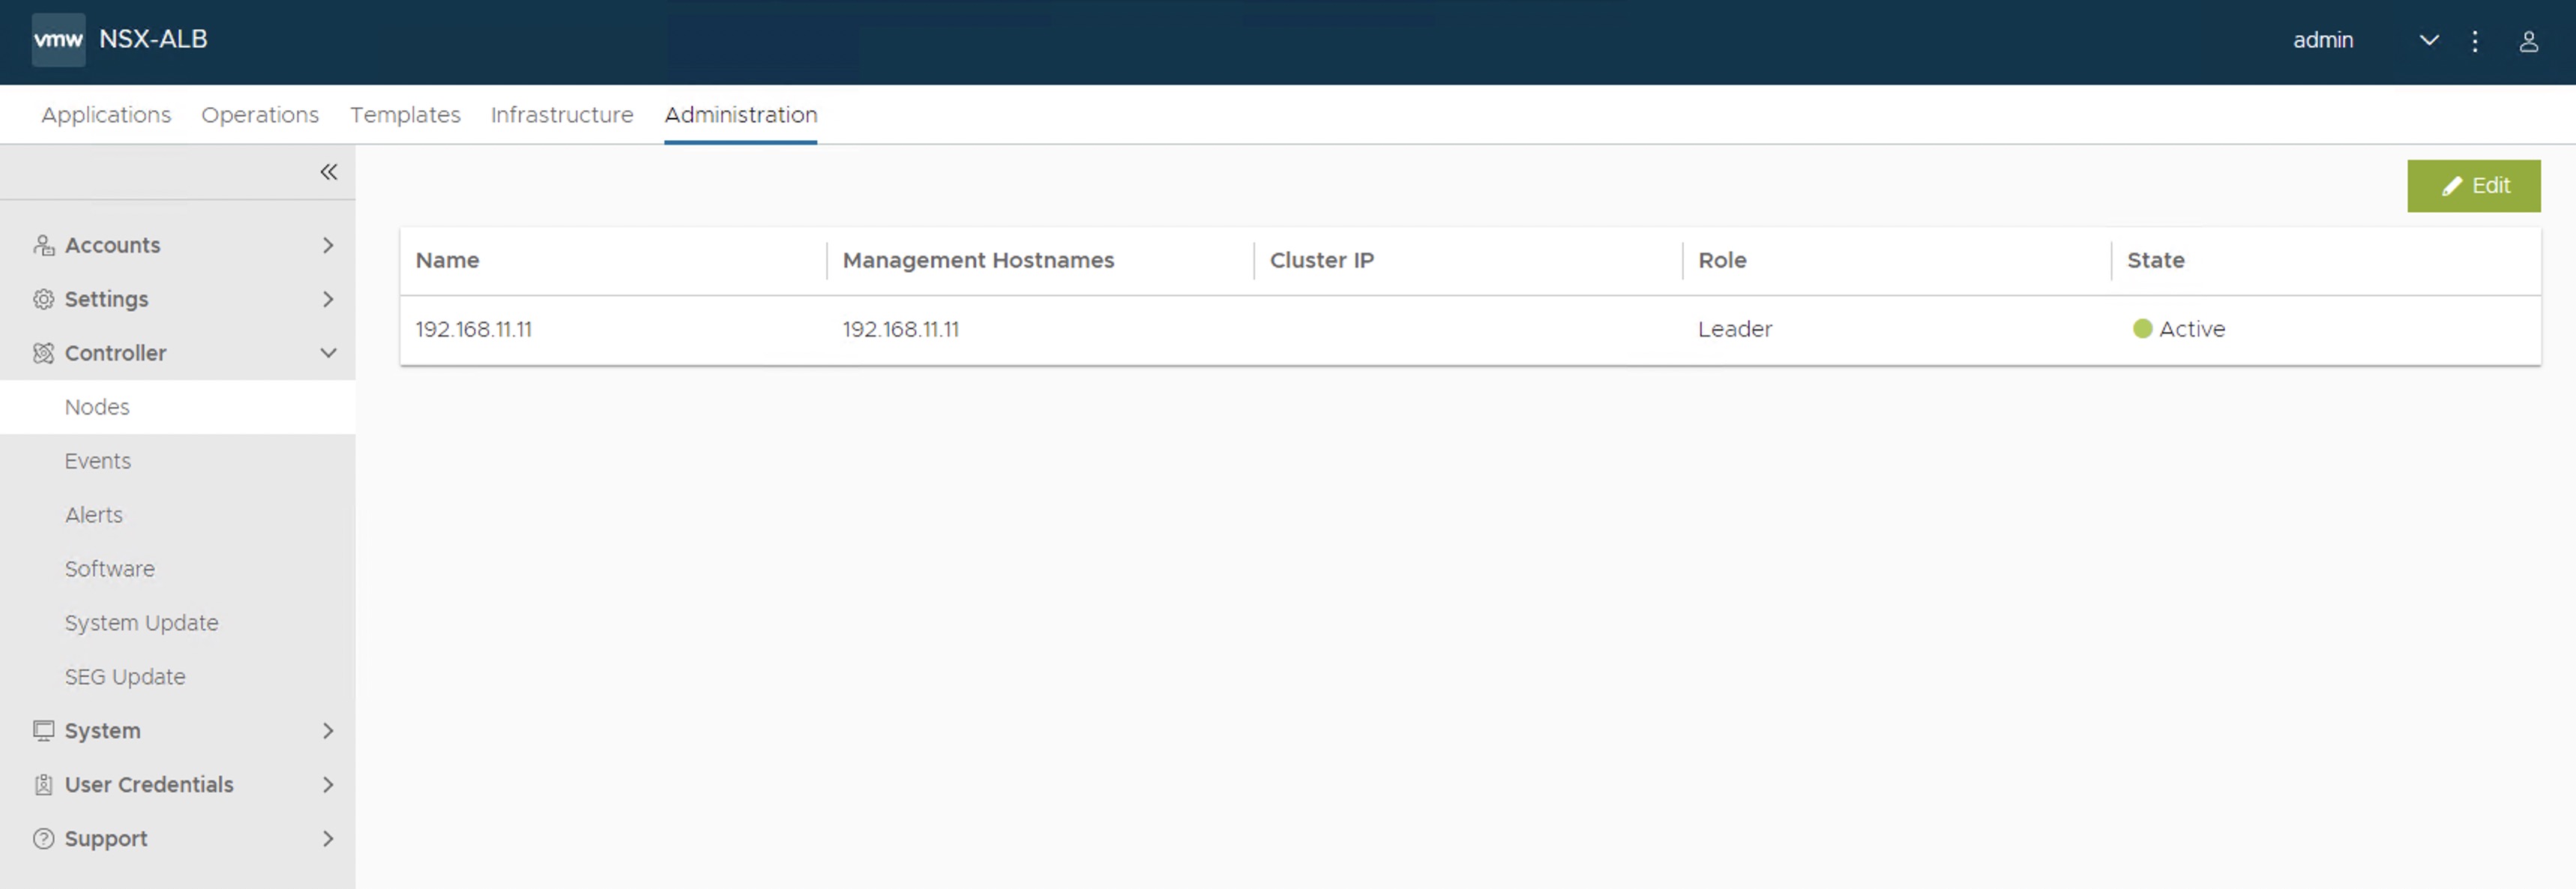 vmw NSX-ALB admin
Applications Operations Templates Infrastructure Administration
Edit
Accounts
Settings
Controller
Nodes
Events
Alerts
Software
System Update
SEG Update
System
User Credentials
Support
Name Management Hostnames Cluster IP Role State
192.168.11.11 192.168.11.11 Leader Active